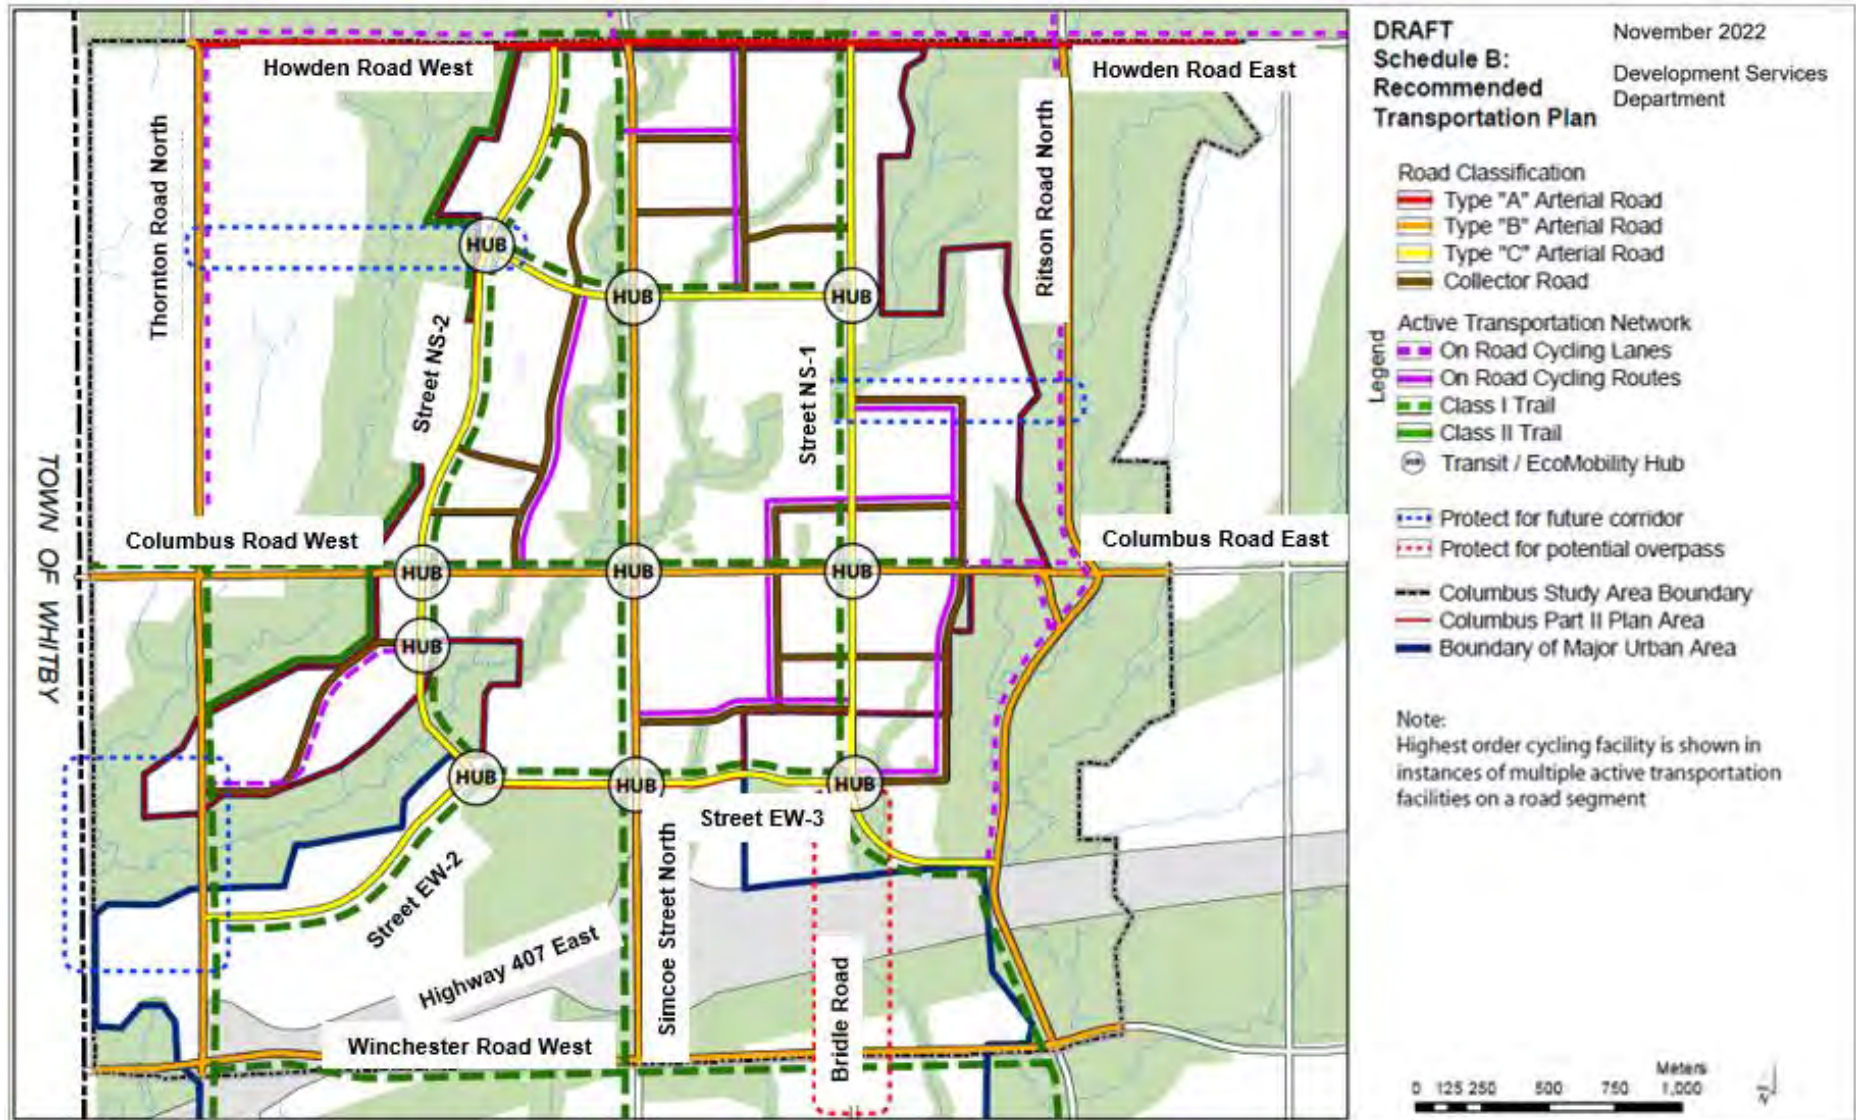 DRAFT
Schedule B:
Recommended
Transportation Plan
November 2022
Development Services
Department
Legend
Road Classification
Type "A" Arterial Road
Type "B" Arterial Road
Type "C" Arterial Road
Collector Road
Active Transportation Network
On Road Cycling Lanes
On Road Cycling Routes
Class I Trail
Class II Trail
HUB Transit / EcoMobility Hub
Protect for future corridor
Protect for potential overpass
Columbus Study Area Boundary
Columbus Part II Plan Area
Boundary of Major Urban Area
Note:
Highest order cycling facility is shown in
instances of multiple active transportation
facilities on a road segment
Meters
0 125 250 500 750 1,000
N
Howden Road West
Howden Road East
Thornton Road North
Ritson Road North
HUB
HUB
HUB
Street NS-2
Street NS-1
TOWN OF WHITBY
Columbus Road West
Columbus Road East
HUB
HUB
HUB
HUB
HUB
HUB
HUB
Street EW-3
Street EW-2
Simcoe Street North
Highway 407 East
Bridle Road
Winchester Road West